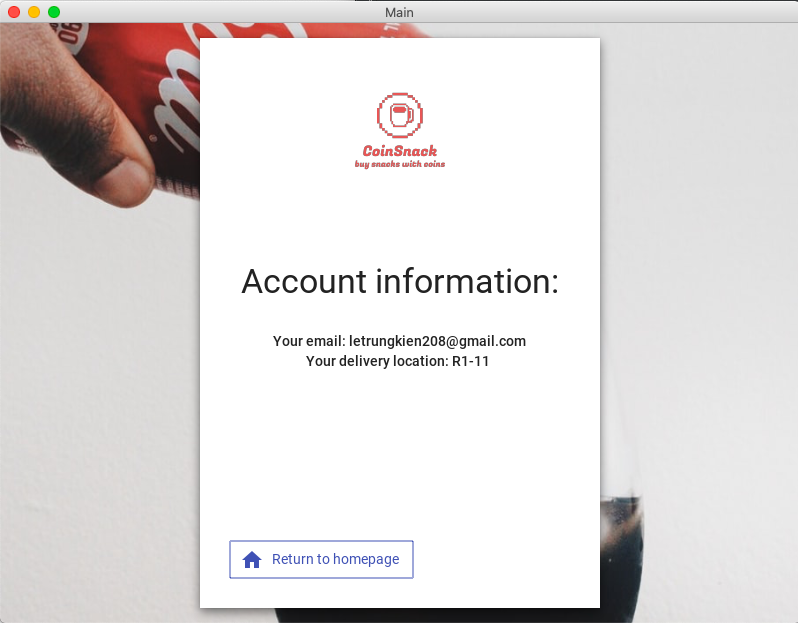 Main
CoinSnack
buy snacks with coins
Account information:
Your email: letrungkien208@gmail.com
Your delivery location: R1-11
Return to homepage